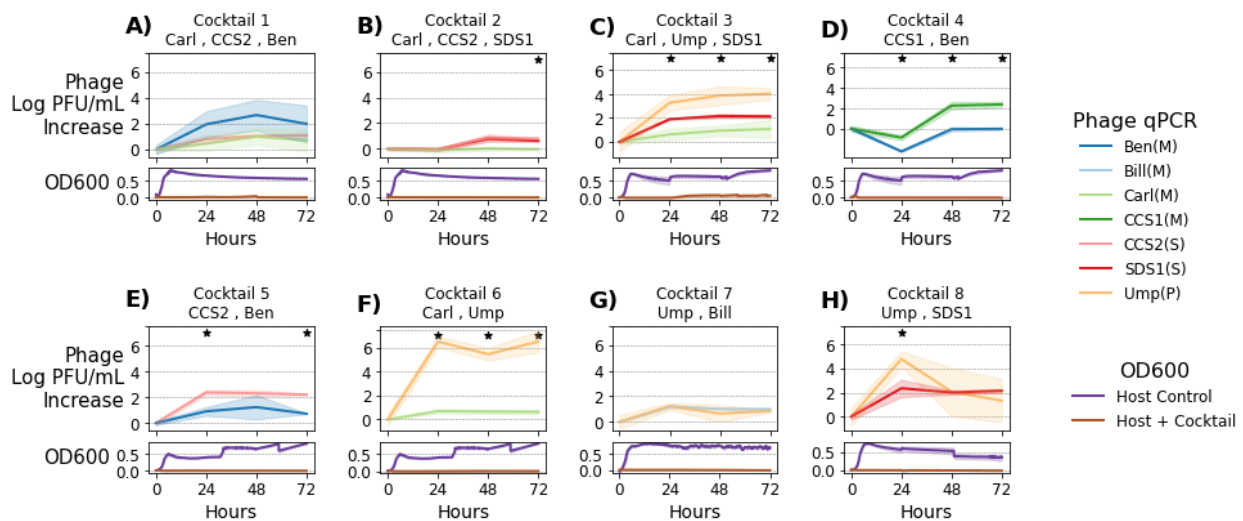 A)
Cocktail 1
Carl , CCS2 , Ben
B)
Cocktail 2
Carl , CCS2 , SDS1
C)
Cocktail 3
Carl , Ump , SDS1
D)
Cocktail 4
CCS1 , Ben
Phage
Log PFU/mL
Increase
6
4
2
0
6
4
2
0
6
4
2
0
6
4
2
0
OD600
0.5
0.0
0.5
0.0
0.5
0.0
0.5
0.0
0 24 48 72
Hours
0 24 48 72
Hours
0 24 48 72
Hours
0 24 48 72
Hours
E)
Cocktail 5
CCS2 , Ben
F)
Cocktail 6
Carl , Ump
G)
Cocktail 7
Ump , Bill
H)
Cocktail 8
Ump , SDS1
Phage
Log PFU/mL
Increase
6
4
2
0
6
4
2
0
6
4
2
0
6
4
2
0
OD600
0.5
0.0
0.5
0.0
0.5
0.0
0.5
0.0
0 24 48 72
Hours
0 24 48 72
Hours
0 24 48 72
Hours
0 24 48 72
Hours
Phage qPCR
Ben(M)
Bill(M)
Carl(M)
CCS1(M)
CCS2(S)
SDS1(S)
Ump(P)
OD600
Host Control
Host + Cocktail